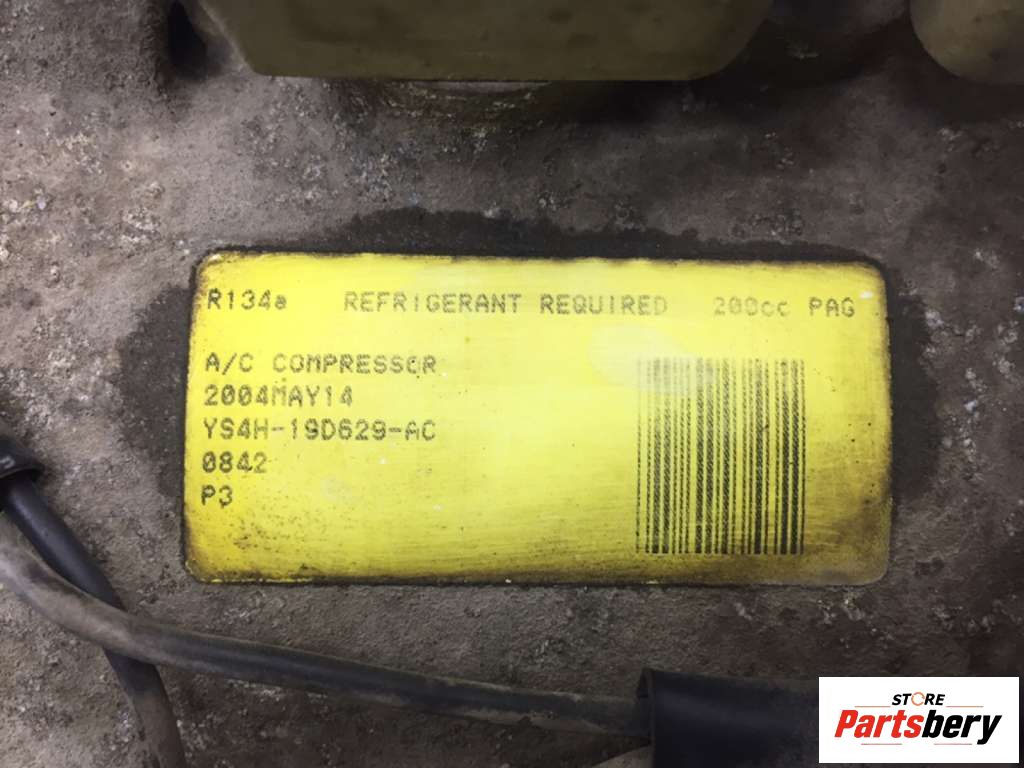 R134a REFRIGERANT REQUIRED 200cc PAG
A/C COMPRESSOR
2004MAY14
YS4H-19D629-AC
0842
P3
STORE
Partsbery